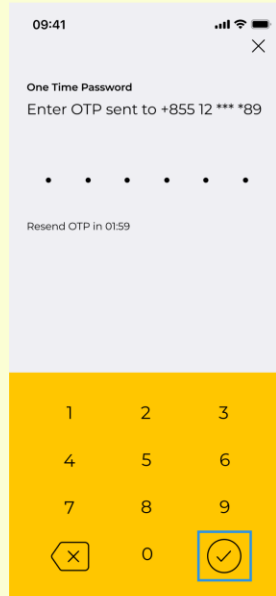 09:41
One Time Password
Enter OTP sent to +855 12 *** *89
Resend OTP in 01:59
1 2 3
4 5 6
7 8 9
0